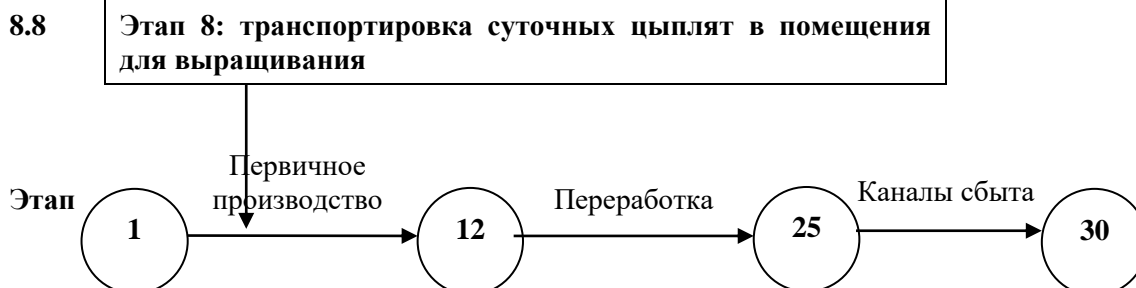 8.8 Этап 8: транспортировка суточных цыплят в помещения
для выращивания
Первичное
производство
Этап
1
12
Переработка
25
Каналы сбыта
30